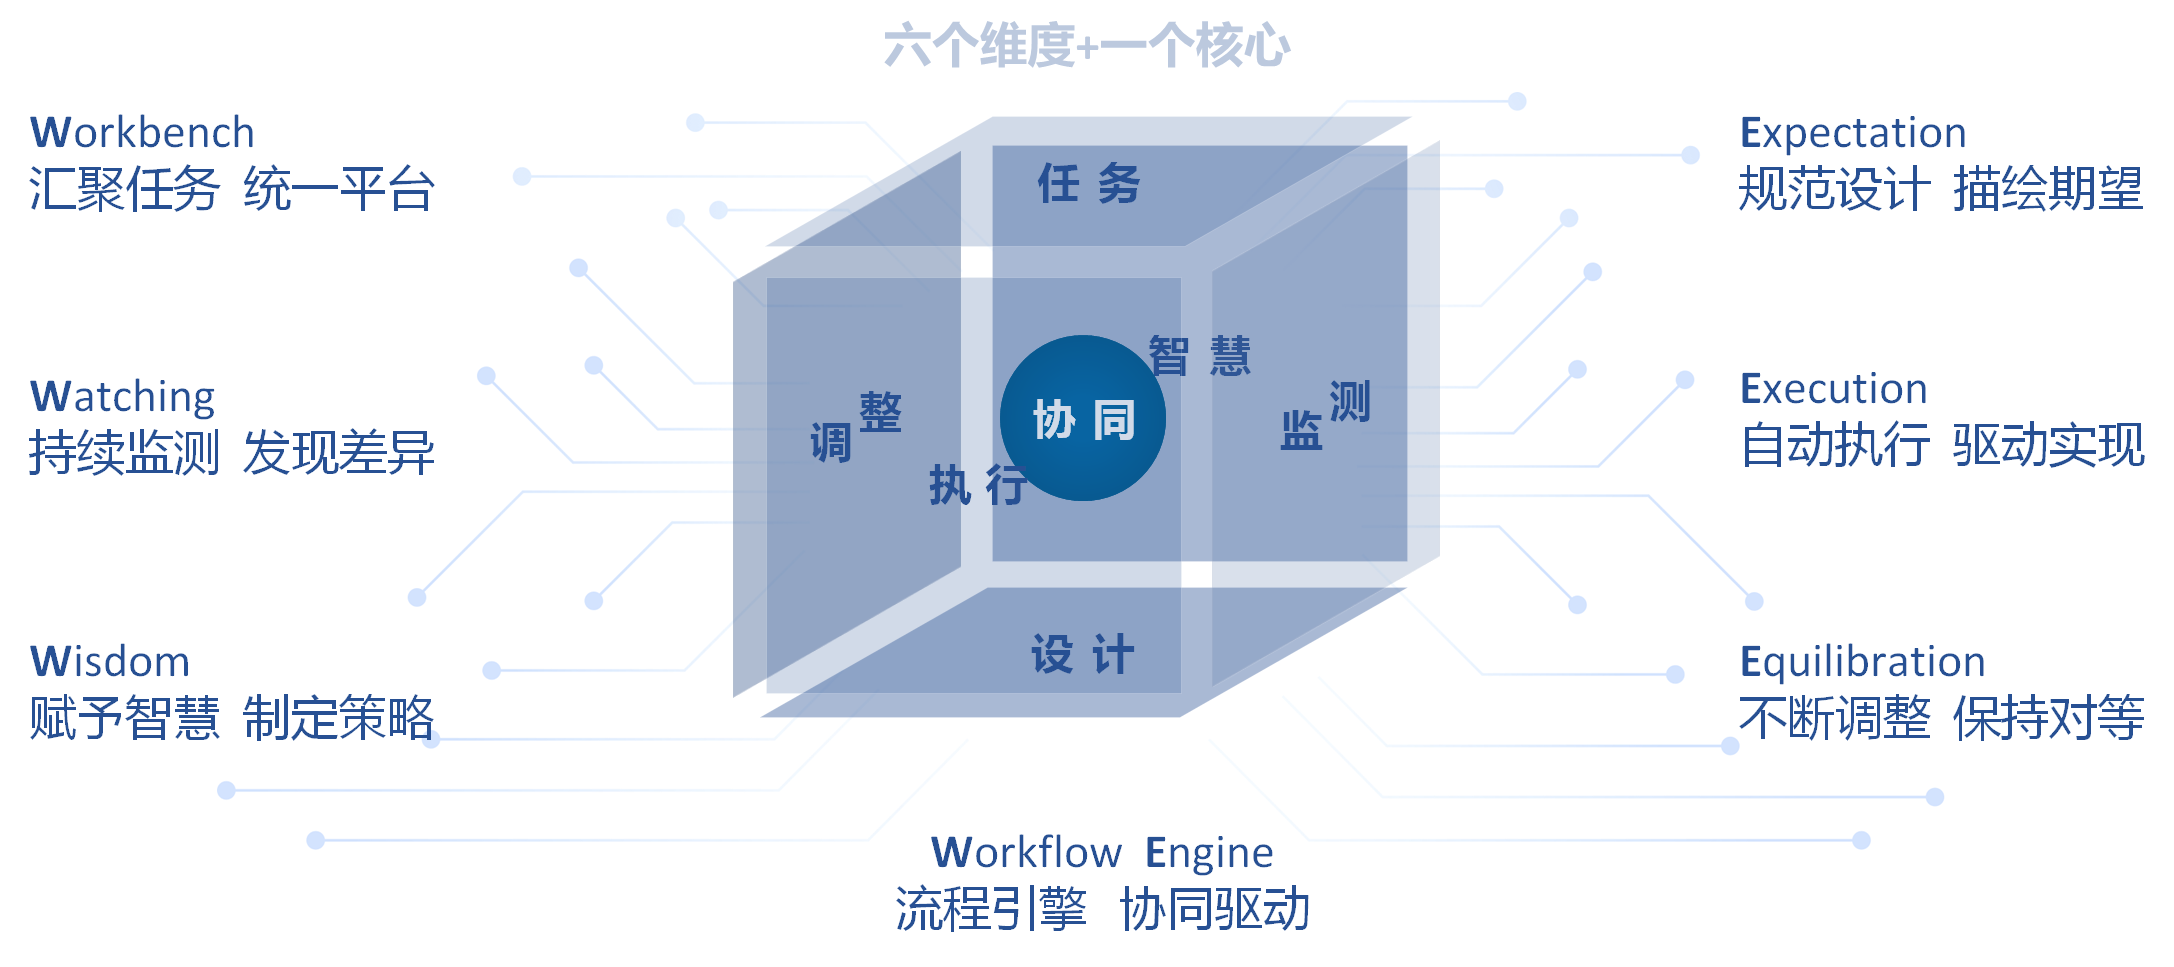 六个维度+一个核心
Workbench
汇聚任务 统一平台
Watching
持续监测 发现差异
Wisdom
赋予智慧 制定策略
任务
智慧
调整
协同
监测
执行
设计
Expectation
规范设计 描绘期望
Execution
自动执行 驱动实现
Equilibration
不断调整 保持对等
Workflow Engine
流程引擎 协同驱动